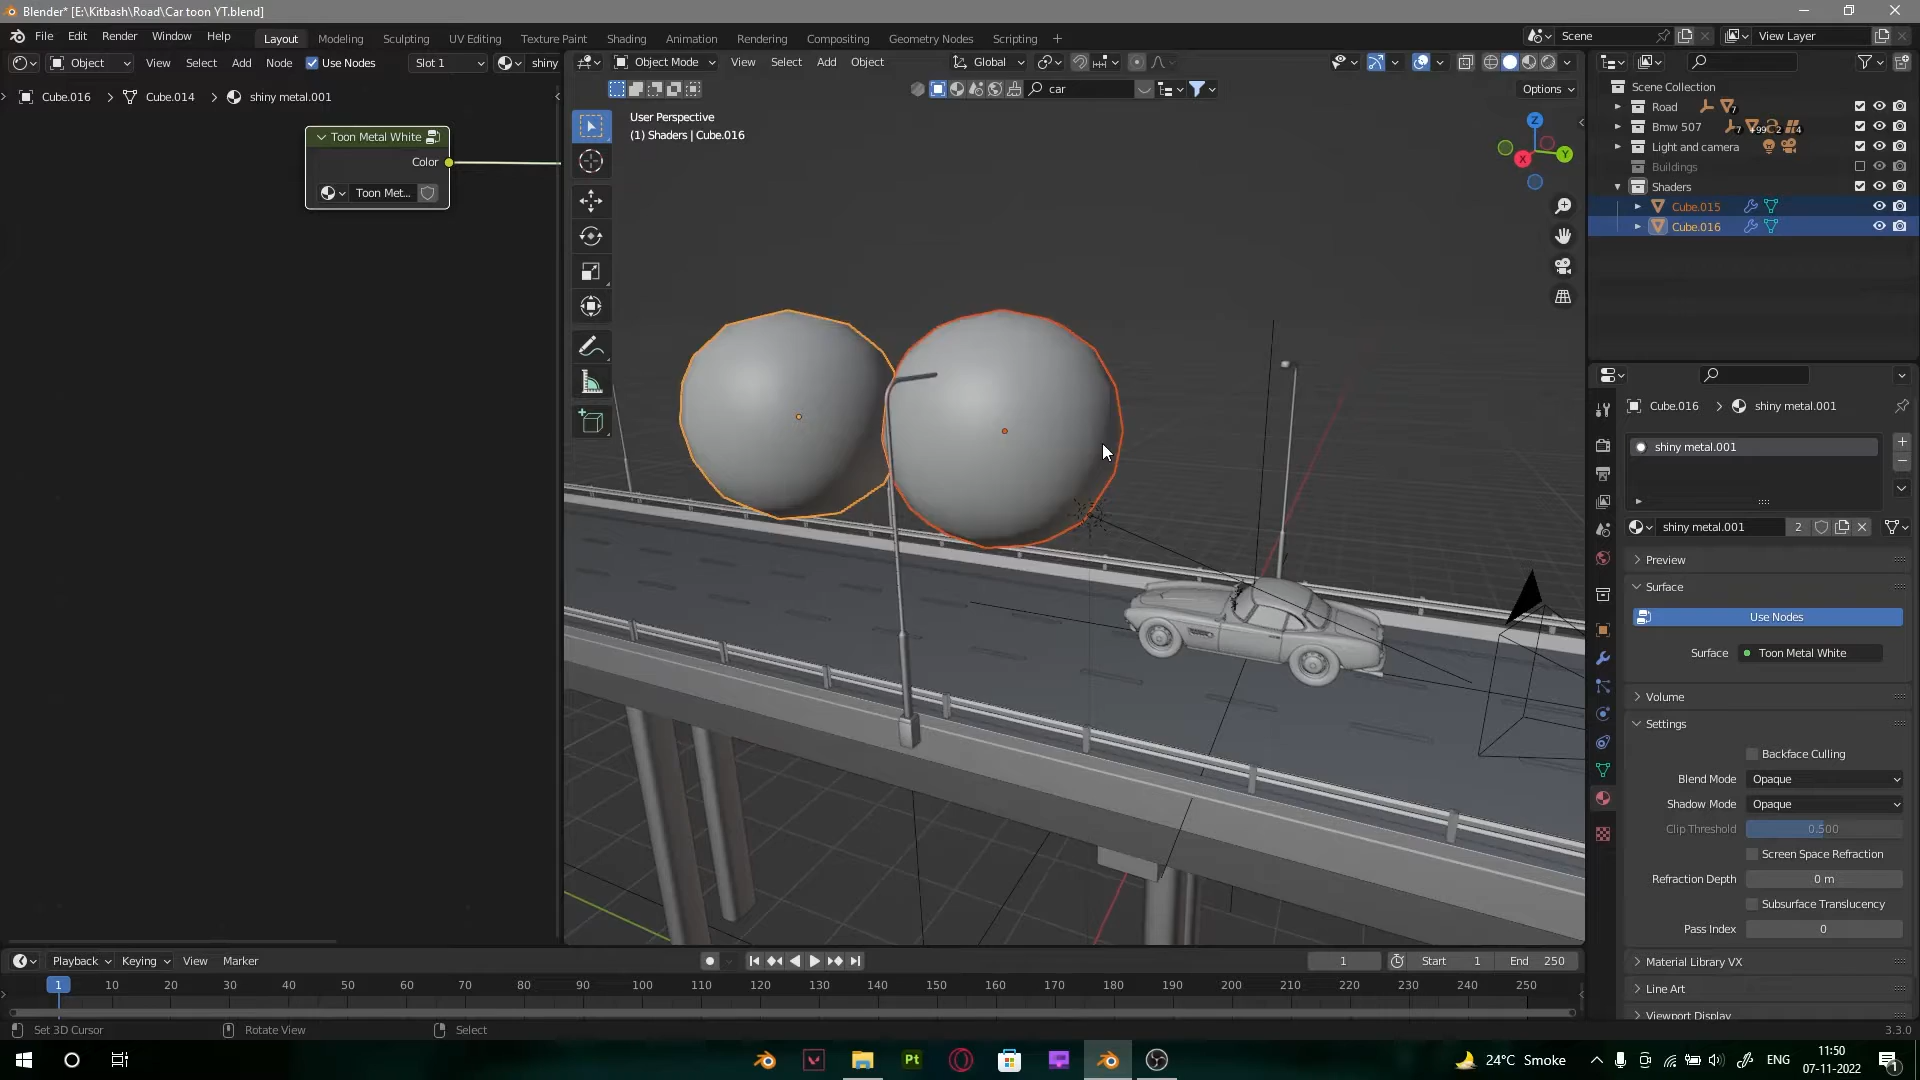 Blender* [E:\Kitbash\Road\Car toon YT.blend]
File Edit Render Window Help Layout Modeling Sculpting UV Editing Texture Paint Shading Animation Rendering Compositing Geometry Nodes Scripting + Scene View Layer
Object View Select Add Node Use Nodes Slot 1 shiny
Object Mode View Select Add Object Global
Cube.016 > Cube.014 > shiny metal.001
car Options
User Perspective
(1) Shaders | Cube.016
Toon Metal White
Color
Toon Met...
Z
X
Y
Scene Collection
Road 7
Bmw 507 7 +99 2 4
Light and camera
Buildings
Shaders
Cube.015
Cube.016
Cube.016 > shiny metal.001
shiny metal.001
shiny metal.001 2
Preview
Surface
Use Nodes
Surface Toon Metal White
Volume
Settings
Backface Culling
Blend Mode Opaque
Shadow Mode Opaque
Clip Threshold 0.500
Screen Space Refraction
Refraction Depth 0 m
Subsurface Translucency
Pass Index 0
Material Library VX
Line Art
Viewport Display
Playback Keying View Marker 1 Start 1 End 250
1 10 20 30 40 50 60 70 80 90 100 110 120 130 140 150 160 170 180 190 200 210 220 230 240 250
Set 3D Cursor Rotate View Select 3.3.0
Pt 24°C Smoke ENG 11:50
07-11-2022 1